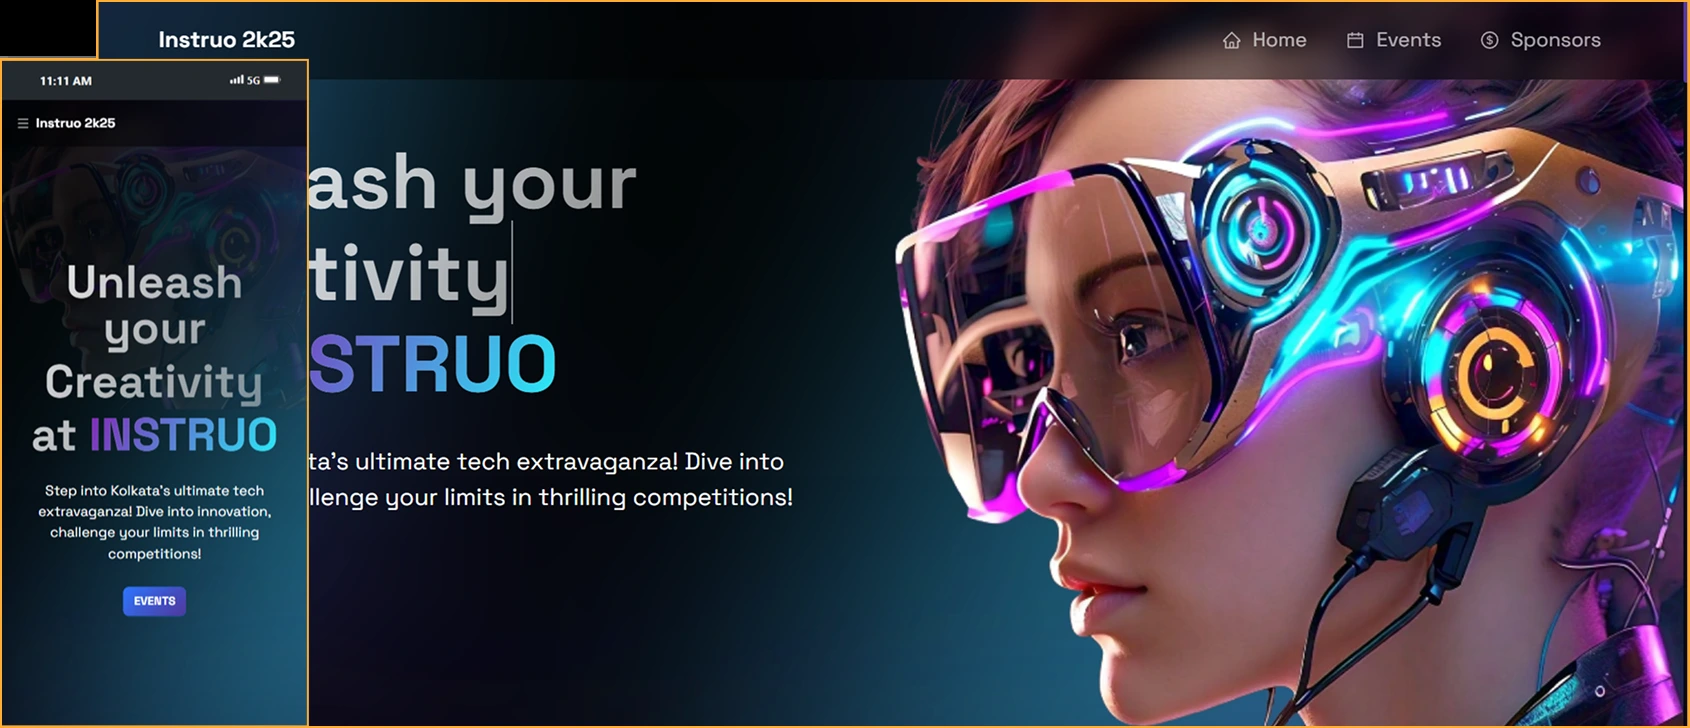 Instruo 2k25
Home
Events
Sponsors
11:11 AM
5G
Instruo 2k25
Unleash
your
Creativity
at INSTRUO
Step into Kolkata's ultimate tech
extravaganza! Dive into innovation,
challenge your limits in thrilling
competitions!
EVENTS
ash your
tivity
STRUO
ta's ultimate tech extravaganza! Dive into
llenge your limits in thrilling competitions!